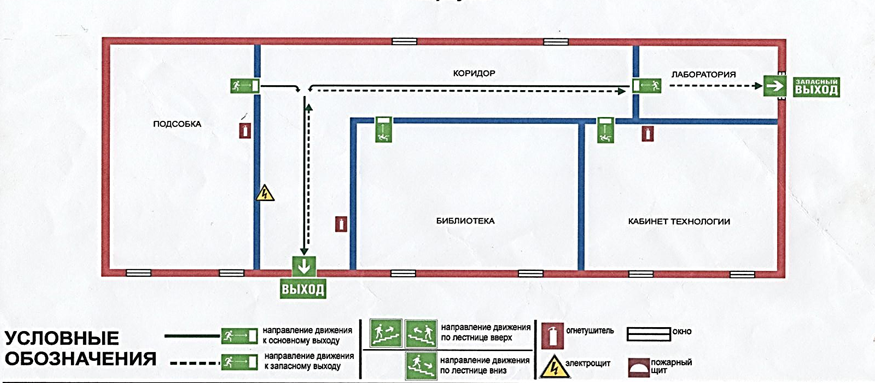 КОРИДОР
ЛАБОРАТОРИЯ
ЗАПАСНЫЙ
ВЫХОД
ПОДСОБКА
БИБЛИОТЕКА
КАБИНЕТ ТЕХНОЛОГИИ
ВЫХОД
УСЛОВНЫЕ
ОБОЗНАЧЕНИЯ
направление движения
к основному выходу
направление движения
к запасному выходу
направление движения
по лестнице вверх
направление движения
по лестнице вниз
огнетушитель
окно
электрощит
пожарный
щит